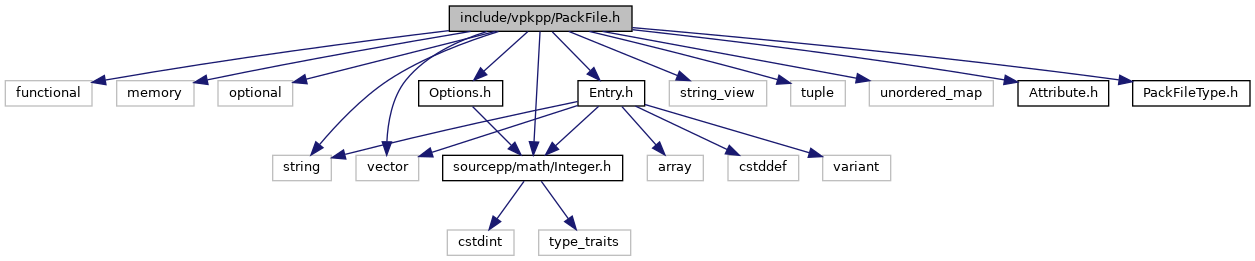 include/vpkpp/PackFile.h
functional
memory
optional
Options.h
Entry.h
string_view
tuple
unordered_map
Attribute.h
PackFileType.h
string
vector
sourcepp/math/Integer.h
array
cstddef
variant
cstdint
type_traits